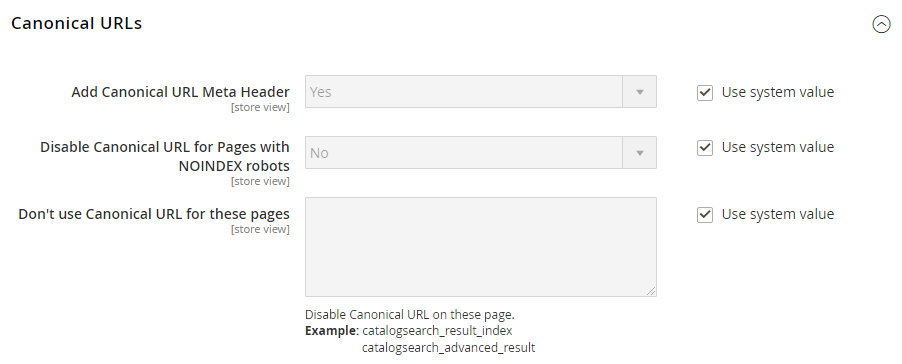 Canonical URLs
Add Canonical URL Meta Header
[store view]
Yes
Use system value
Disable Canonical URL for Pages with
NOINDEX robots
[store view]
No
Use system value
Don't use Canonical URL for these pages
[store view]
Use system value
Disable Canonical URL on these page.
Example: catalogsearch_result_index
catalogsearch_advanced_result